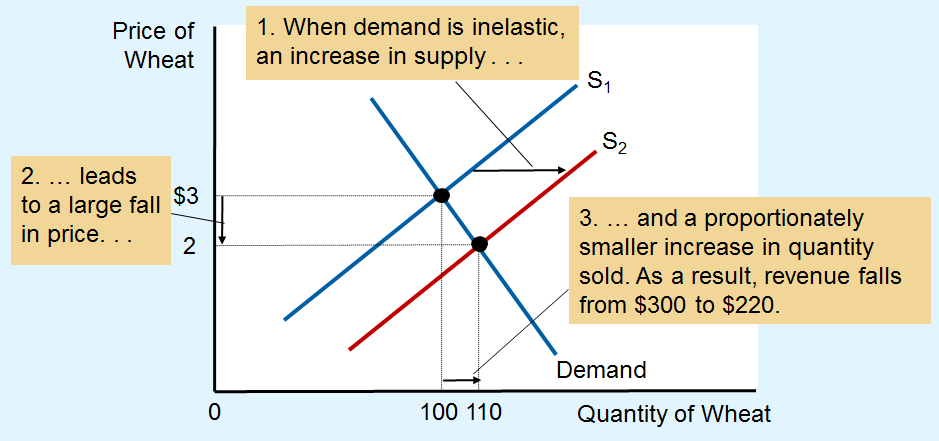 Price of
Wheat
1. When demand is inelastic,
an increase in supply . . .
S1
S2
2. … leads
to a large fall
in price. . .
$3
2
3. … and a proportionately
smaller increase in quantity
sold. As a result, revenue falls
from $300 to $220.
Demand
0
100 110
Quantity of Wheat